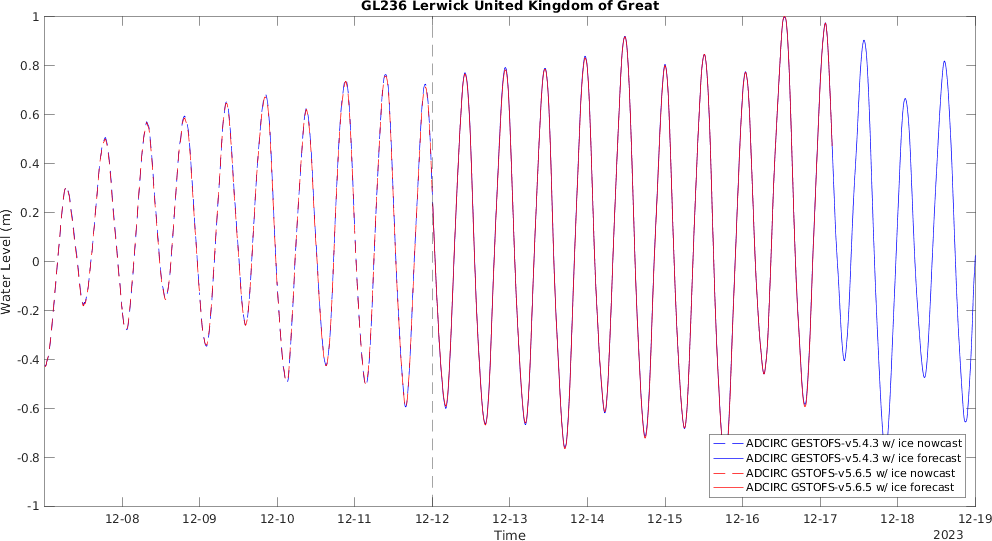 GL236 Lerwick United Kingdom of Great
1
0.8
0.6
0.4
0.2
0
-0.2
-0.4
-0.6
-0.8
-1
Water Level (m)
ADCIRC GESTOFS-v5.4.3 w/ ice nowcast
ADCIRC GESTOFS-v5.4.3 w/ ice forecast
ADCIRC GSTOFS-v5.6.5 w/ ice nowcast
ADCIRC GSTOFS-v5.6.5 w/ ice forecast
12-08 12-09 12-10 12-11 12-12 12-13 12-14 12-15 12-16 12-17 12-18 12-19
Time
2023